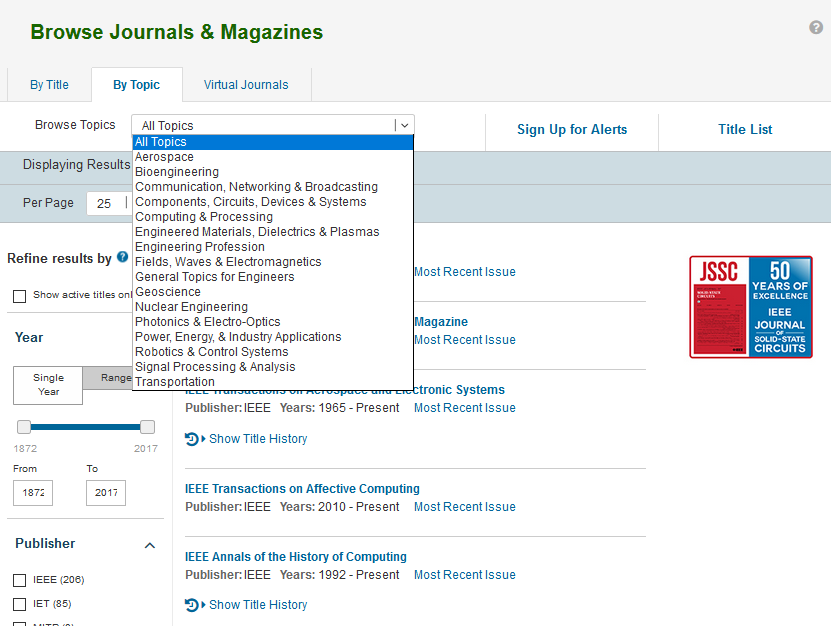 Browse Journals & Magazines
By Title
By Topic
Virtual Journals
Browse Topics
All Topics
Sign Up for Alerts
Title List
All Topics
Aerospace
Bioengineering
Communication, Networking & Broadcasting
Components, Circuits, Devices & Systems
Computing & Processing
Engineered Materials, Dielectrics & Plasmas
Engineering Profession
Fields, Waves & Electromagnetics
General Topics for Engineers
Geoscience
Nuclear Engineering
Photonics & Electro-Optics
Power, Energy, & Industry Applications
Robotics & Control Systems
Signal Processing & Analysis
Transportation
Displaying Results
Per Page 25
Refine results by ?
Show active titles
Year
Single Year
Range
1872 2017
From To
1872 2017
Publisher
IEEE (206)
IET (85)
Most Recent Issue
Magazine
Most Recent Issue
IEEE Transactions on Aerospace and Electronic Systems
Publisher: IEEE Years: 1965 - Present Most Recent Issue
Show Title History
IEEE Transactions on Affective Computing
Publisher: IEEE Years: 2010 - Present Most Recent Issue
IEEE Annals of the History of Computing
Publisher: IEEE Years: 1992 - Present Most Recent Issue
Show Title History
JSSC
50
YEARS OF
EXCELLENCE
IEEE
JOURNAL
OF
SOLID-STATE
CIRCUITS